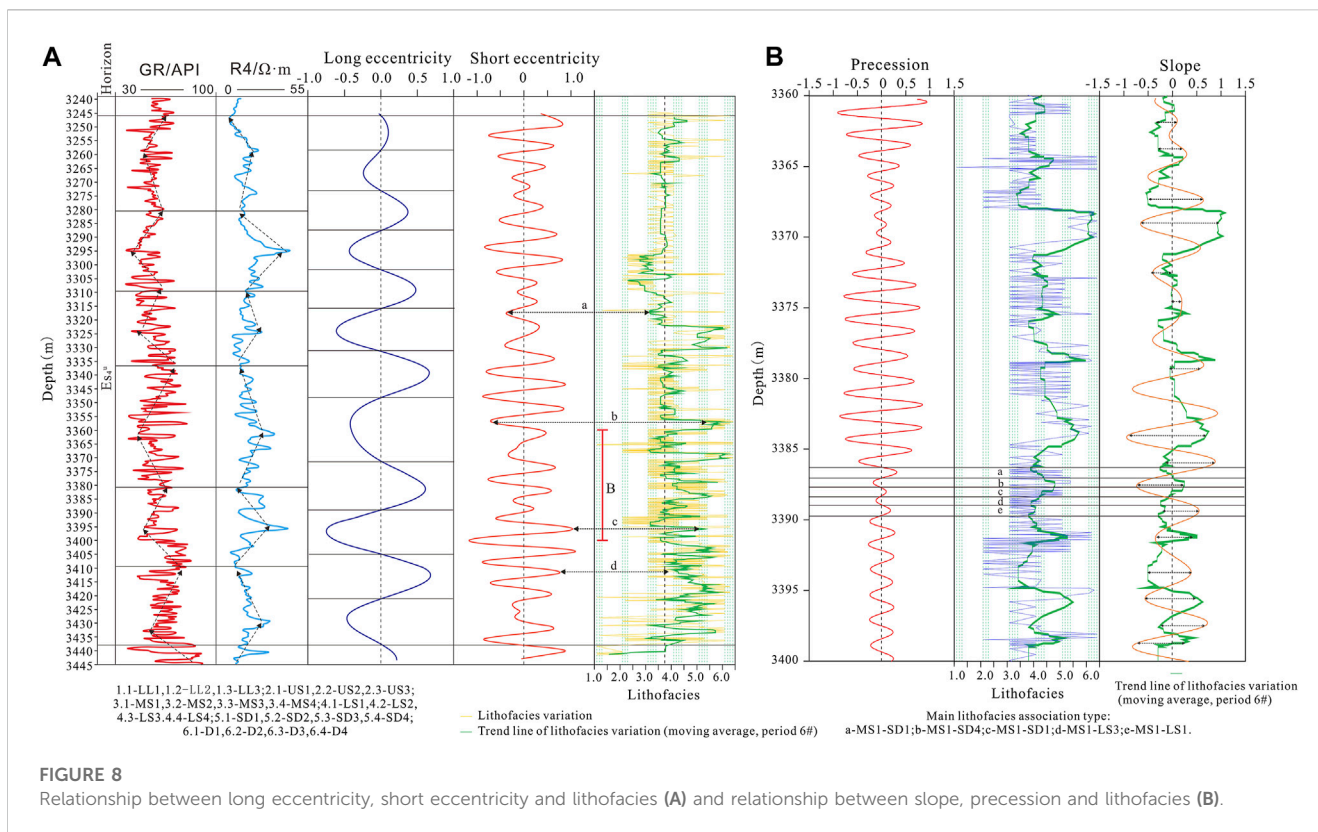 A
Horizon
GR/API
30 100
R4/Ω·m
0 55
Long eccentricity
-1.0 -0.5 0.0 0.5 1.0
Short eccentricity
-1.0 0 1.0
Depth (m)
3240
3245
3250
3255
3260
3265
3270
3275
3280
3285
3290
3295
3300
3305
3310
3315
3320
3325
3330
3335
3340
3345
3350
3355
3360
3365
3370
3375
3380
3385
3390
3395
3400
3405
3410
3415
3420
3425
3430
3435
3440
3445
Es₄ᵘ
a
b
B
c
d
1.0 2.0 3.0 4.0 5.0 6.0
Lithofacies
1.1-LL1,1.2-LL2,1.3-LL3;2.1-US1,2.2-US2,2.3-US3;
3.1-MS1,3.2-MS2,3.3-MS3,3.4-MS4;4.1-LS1,4.2-LS2,
4.3-LS3,4.4-LS4;5.1-SD1,5.2-SD2,5.3-SD3,5.4-SD4;
6.1-D1,6.2-D2,6.3-D3,6.4-D4
Lithofacies variation
Trend line of lithofacies variation (moving average, period 6#)
B
Precession
-1.5 -1 -0.5 0 0.5 1 1.5
Slope
-1.5 -1 -0.5 0 0.5 1 1.5
Depth (m)
3360
3365
3370
3375
3380
3385
3390
3395
3400
a
b
c
d
e
1.0 2.0 3.0 4.0 5.0 6.0
Lithofacies
Trend line of lithofacies variation
(moving average, period 6#)
Main lithofacies association type:
a-MS1-SD1;b-MS1-SD4;c-MS1-SD1;d-MS1-LS3;e-MS1-LS1.
FIGURE 8
Relationship between long eccentricity, short eccentricity and lithofacies (A) and relationship between slope, precession and lithofacies (B).